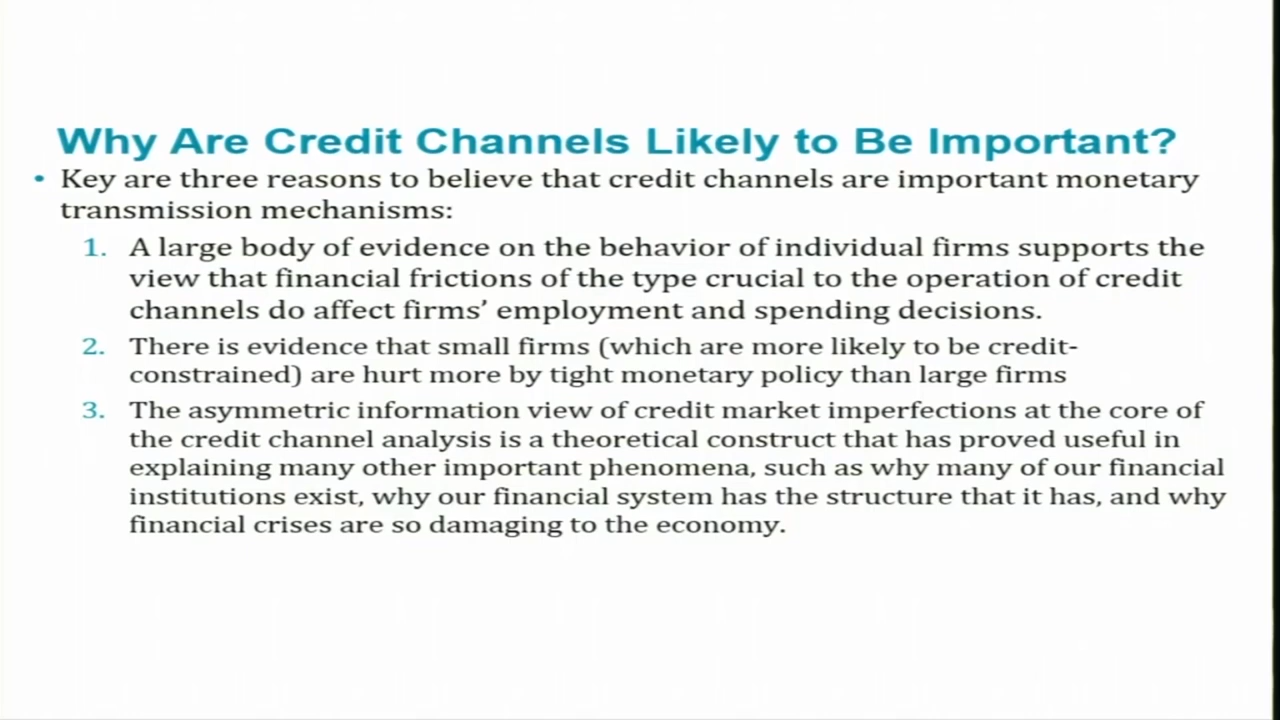 Why Are Credit Channels Likely to Be Important?
• Key are three reasons to believe that credit channels are important monetary
transmission mechanisms:
1. A large body of evidence on the behavior of individual firms supports the
view that financial frictions of the type crucial to the operation of credit
channels do affect firms’ employment and spending decisions.
2. There is evidence that small firms (which are more likely to be credit-
constrained) are hurt more by tight monetary policy than large firms
3. The asymmetric information view of credit market imperfections at the core of
the credit channel analysis is a theoretical construct that has proved useful in
explaining many other important phenomena, such as why many of our financial
institutions exist, why our financial system has the structure that it has, and why
financial crises are so damaging to the economy.